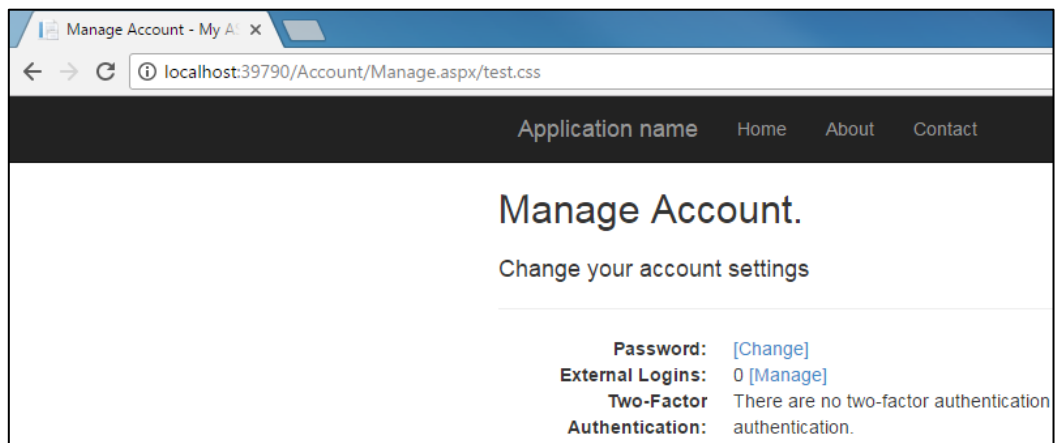 Manage Account - My AS
localhost:39790/Account/Manage.aspx/test.css
Application name Home About Contact
Manage Account.
Change your account settings
Password: [Change]
External Logins: 0 [Manage]
Two-Factor There are no two-factor authentication
Authentication: authentication.